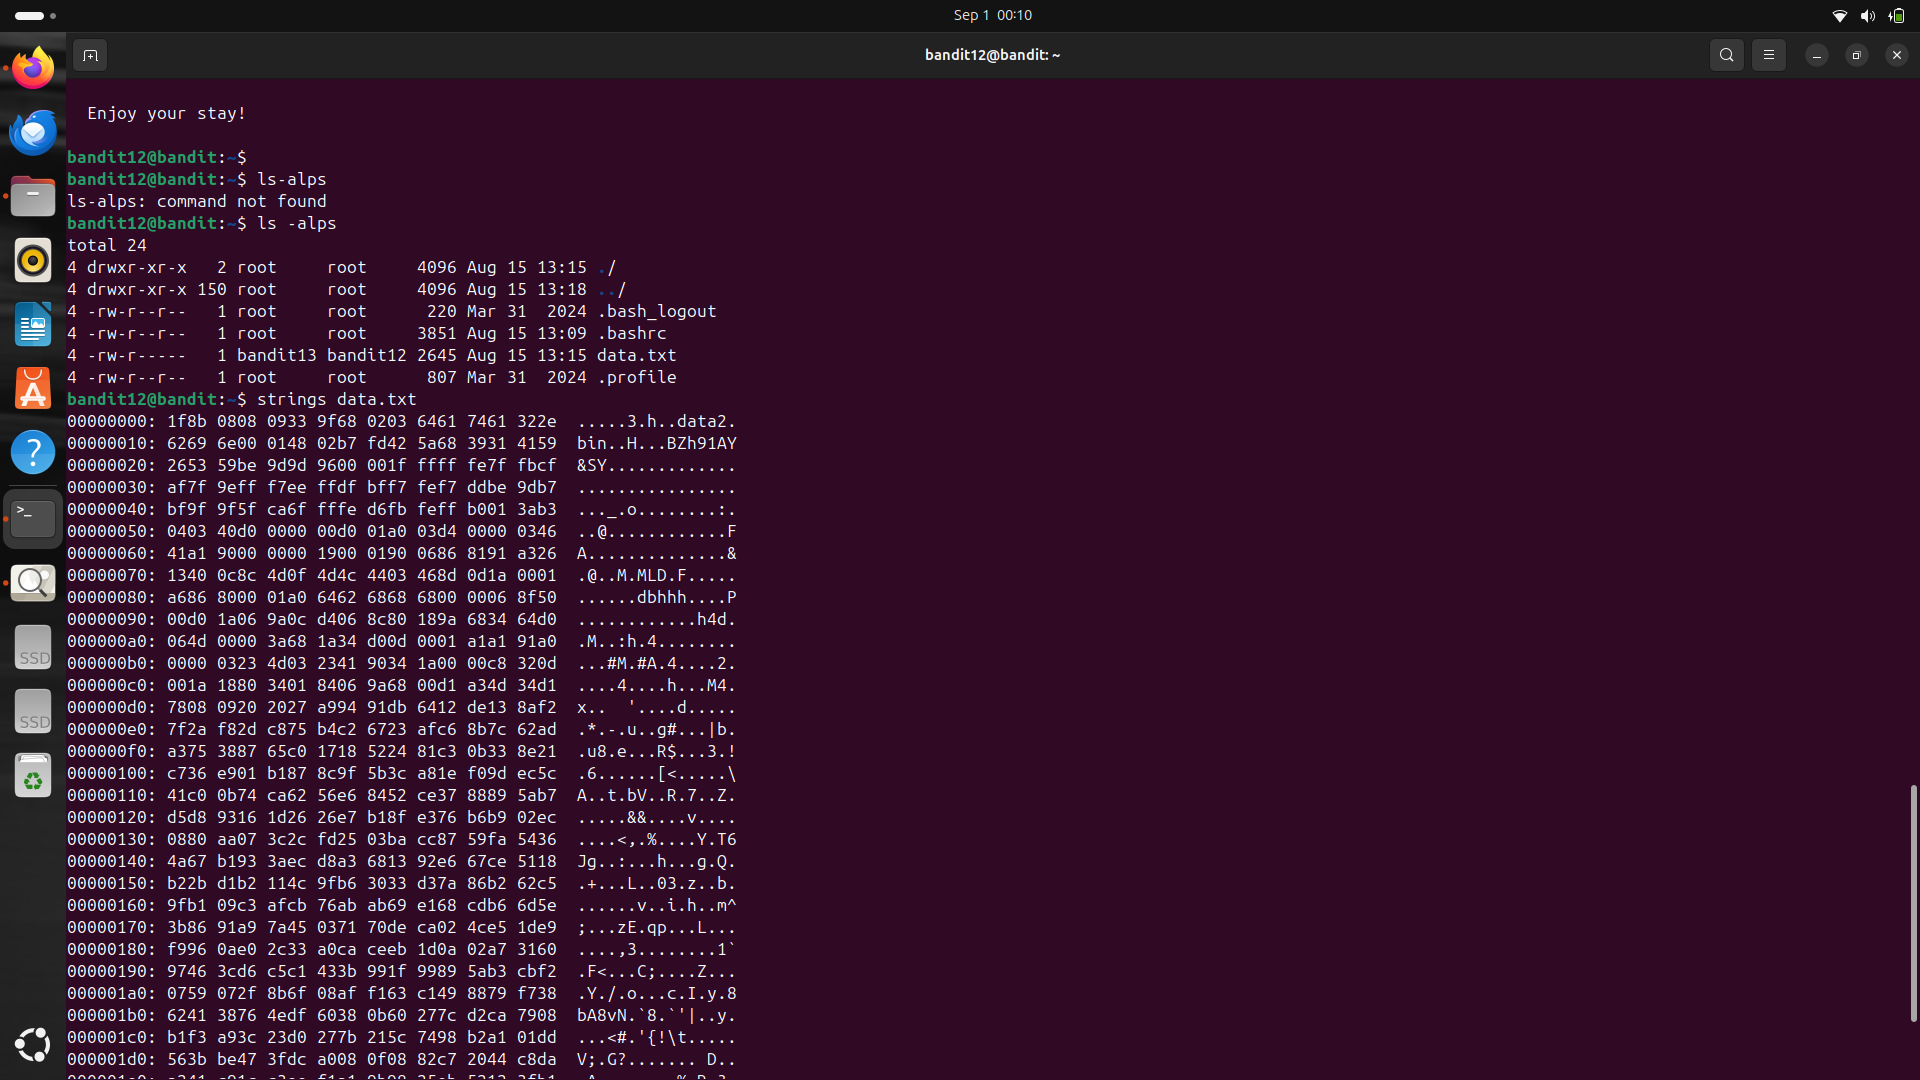 Sep 1 00:10
bandit12@bandit: ~
Enjoy your stay!
bandit12@bandit:~$
bandit12@bandit:~$ ls-alps
ls-alps: command not found
bandit12@bandit:~$ ls -alps
total 24
4 drwxr-xr-x   2 root     root     4096 Aug 15 13:15 ./
4 drwxr-xr-x 150 root     root     4096 Aug 15 13:18 ../
4 -rw-r--r--   1 root     root      220 Mar 31  2024 .bash_logout
4 -rw-r--r--   1 root     root     3851 Aug 15 13:09 .bashrc
4 -rw-r-----   1 bandit13 bandit12 2645 Aug 15 13:15 data.txt
4 -rw-r--r--   1 root     root      807 Mar 31  2024 .profile
bandit12@bandit:~$ strings data.txt
00000000: 1f8b 0808 0933 9f68 0203 6461 7461 322e  .....3.h..data2.
00000010: 6269 6e00 0148 02b7 fd42 5a68 3931 4159  bin..H...BZh91AY
00000020: 2653 59be 9d9d 9600 001f ffff fe7f fbcf  &SY.............
00000030: af7f 9eff f7ee ffdf bff7 fef7 ddbe 9db7  ................
00000040: bf9f 9f5f ca6f fffe d6fb feff b001 3ab3  ..._.o........:.
00000050: 0403 40d0 0000 00d0 01a0 03d4 0000 0346  ..@............F
00000060: 41a1 9000 0000 1900 0190 0686 8191 a326  A..............&
00000070: 1340 0c8c 4d0f 4d4c 4403 468d 0d1a 0001  .@..M.MLD.F.....
00000080: a686 8000 01a0 6462 6868 6800 0006 8f50  ......dbhhh....P
00000090: 00d0 1a06 9a0c d406 8c80 189a 6834 64d0  ............h4d.
000000a0: 064d 0000 3a68 1a34 d00d 0001 a1a1 91a0  .M..:h.4........
000000b0: 0000 0323 4d03 2341 9034 1a00 00c8 320d  ...#M.#A.4....2.
000000c0: 001a 1880 3401 8406 9a68 00d1 a34d 34d1  ....4....h...M4.
000000d0: 7808 0920 2027 a994 91db 6412 de13 8af2  x..  '....d.....
000000e0: 7f2a f82d c875 b4c2 6723 afc6 8b7c 62ad  .*.-.u..g#...|b.
000000f0: a375 3887 65c0 1718 5224 81c3 0b33 8e21  .u8.e...R$...3.!
00000100: c736 e901 b187 8c9f 5b3c a81e f09d ec5c  .6......[<.....\
00000110: 41c0 0b74 ca62 56e6 8452 ce37 8889 5ab7  A..t.bV..R.7..Z.
00000120: d5d8 9316 1d26 26e7 b18f e376 b6b9 02ec  .....&&....v....
00000130: 0880 aa07 3c2c fd25 03ba cc87 59fa 5436  ....<,.%....Y.T6
00000140: 4a67 b193 3aec d8a3 6813 92e6 67ce 5118  Jg..:...h...g.Q.
00000150: b22b d1b2 114c 9fb6 3033 d37a 86b2 62c5  .+...L..03.z..b.
00000160: 9fb1 09c3 afcb 76ab ab69 e168 cdb6 6d5e  ......v..i.h..m^
00000170: 3b86 91a9 7a45 0371 70de ca02 4ce5 1de9  ;...zE.qp...L...
00000180: f996 0ae0 2c33 a0ca ceeb 1d0a 02a7 3160  ....,3........1`
00000190: 9746 3cd6 c5c1 433b 991f 9989 5ab3 cbf2  .F<...C;....Z...
000001a0: 0759 072f 8b6f 08af f163 c149 8879 f738  .Y./.o...c.I.y.8
000001b0: 6241 3876 4edf 6038 0b60 277c d2ca 7908  bA8vN.`8.`'|..y.
000001c0: b1f3 a93c 23d0 277b 215c 7498 b2a1 01dd  ...<#.'{!\t.....
000001d0: 563b be47 3fdc a008 0f08 82c7 2044 c8da  V;.G?....... D..
SSD
SSD